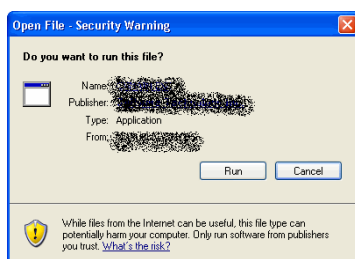 Open File - Security Warning
Do you want to run this file?
Name:
Publisher:
Type: Application
From:
Run Cancel
While files from the Internet can be useful, this file type can
potentially harm your computer. Only run software from publishers
you trust. What's the risk?